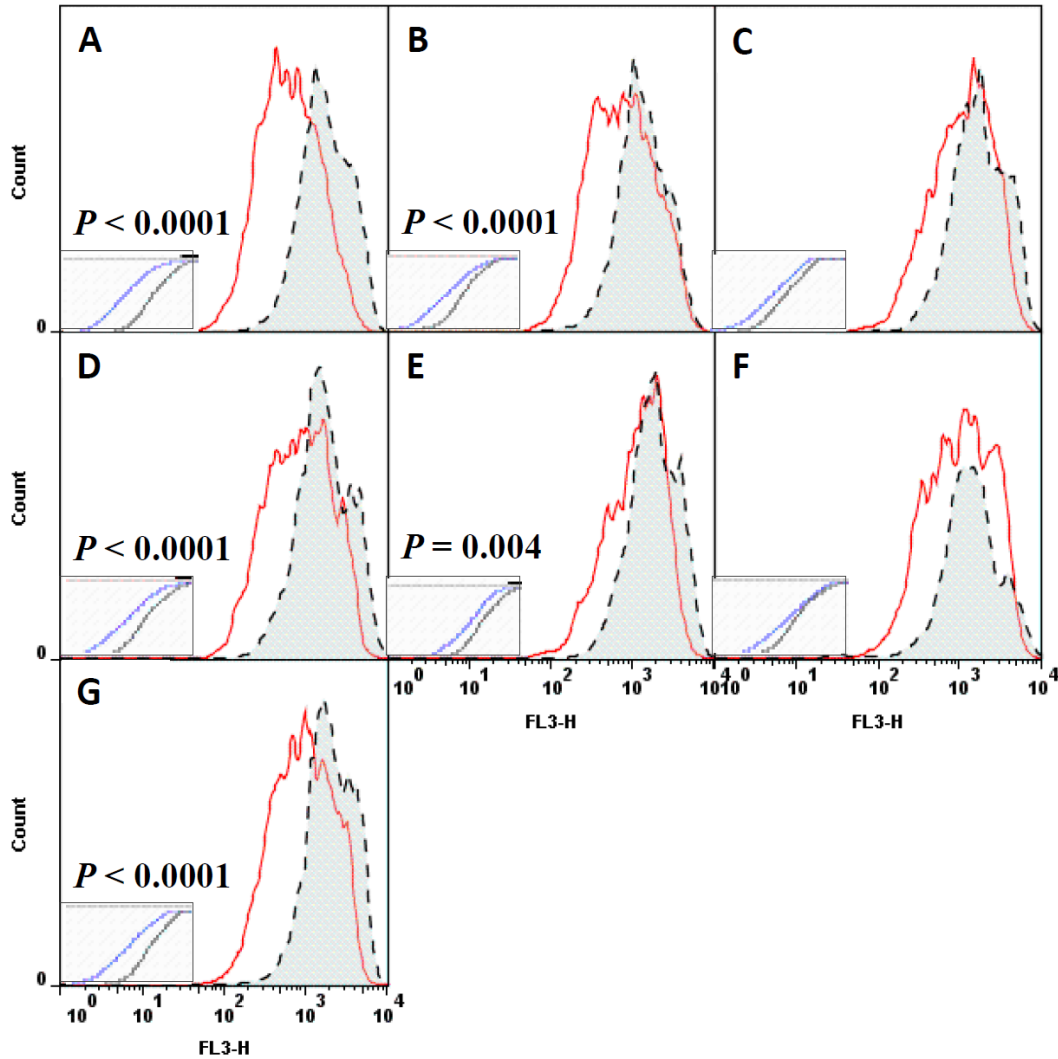 A
B
C
Count
P < 0.0001
P < 0.0001
0
D
E
F
Count
P < 0.0001
P = 0.004
0
10^0 10^1 10^2 10^3 10^4
10^0 10^1 10^2 10^3 10^4
FL3-H
FL3-H
G
Count
P < 0.0001
0
10^0 10^1 10^2 10^3 10^4
FL3-H